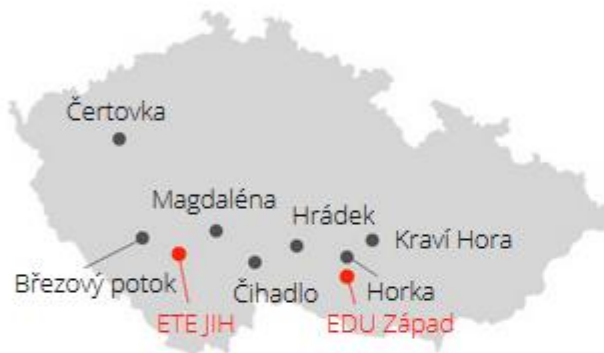 Čertovka
Magdaléna
Hrádek
Kraví Hora
Březový potok
Čihadlo
Horka
ETE JIH
EDU Západ